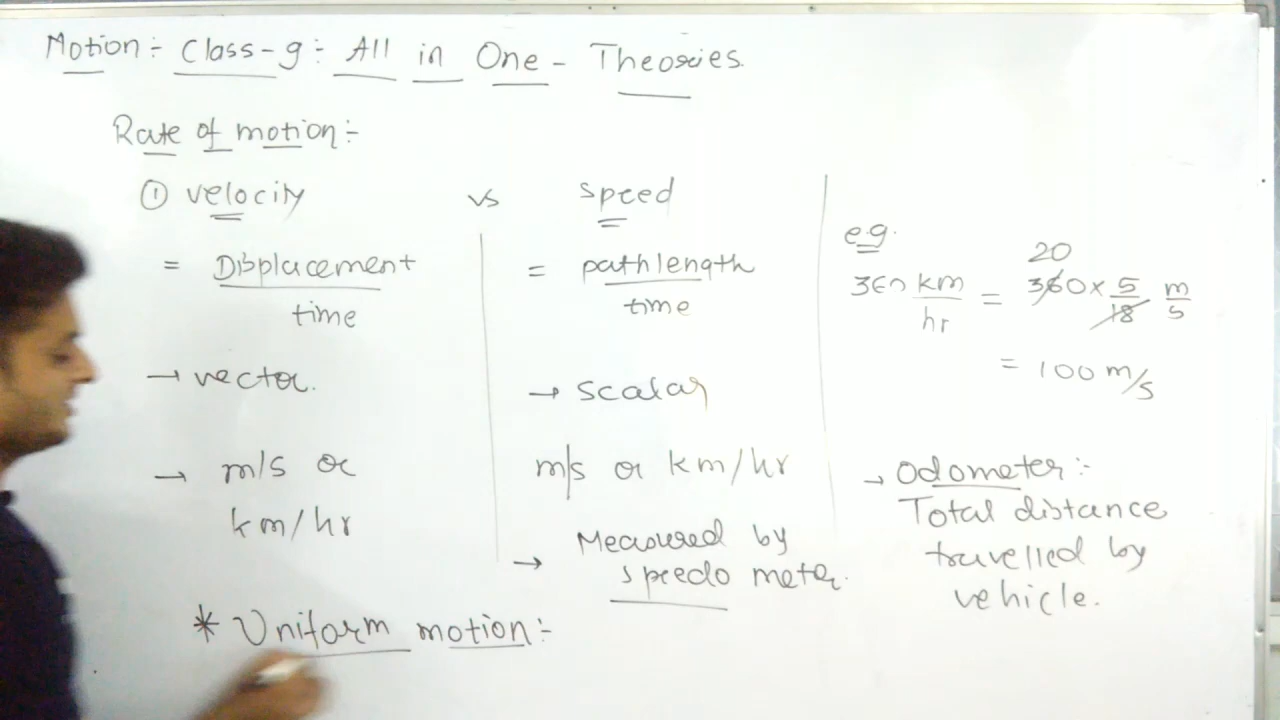 Motion :- Class-9 :- All in One - Theories.
Rate of motion :-
① velocity vs speed
= Displacement / time
= pathlength / time
→ vector.
→ scalar
→ m/s or
km/hr
m/s or km/hr
→ Measured by
speedo meter.
e.g.
20
360 km/hr = 360 × 5/18 m/s
= 100 m/s
→ Odometer :-
Total distance
travelled by
vehicle.
* Uniform motion :-